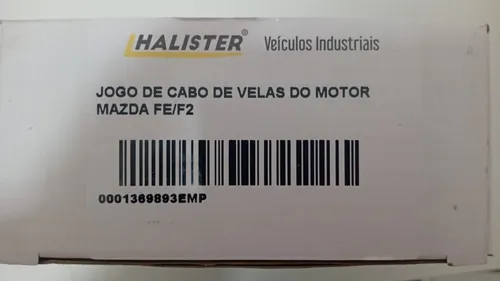 HALISTER® Veículos Industriais
JOGO DE CABO DE VELAS DO MOTOR
MAZDA FE/F2
0001369893EMP